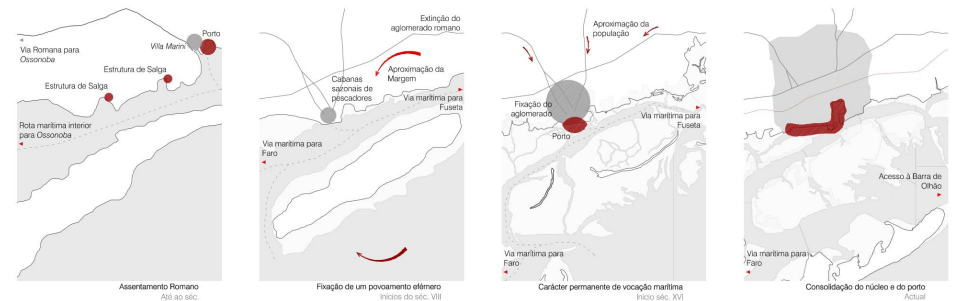 Via Romana para
Ossonoba
Villa Marini
Porto
Estrutura de Salga
Estrutura de Salga
Rota marítima interior
para Ossonoba
Assentamento Romano
Até ao séc.
Extinção do
aglomerado romano
Cabanas
sazonais de
pescadores
Aproximação da
Margem
Via marítima para
Fuseta
Via marítima para
Faro
Fixação de um povoamento efémero
Inícios do séc. VIII
Aproximação da
população
Fixação do
aglomerado
Porto
Via marítima para
Fuseta
Via marítima para
Faro
Carácter permanente de vocação marítima
Inicio séc. XVI
Acesso à Barra de
Olhão
Via marítima para
Faro
Consolidação do núcleo e do porto
Actual